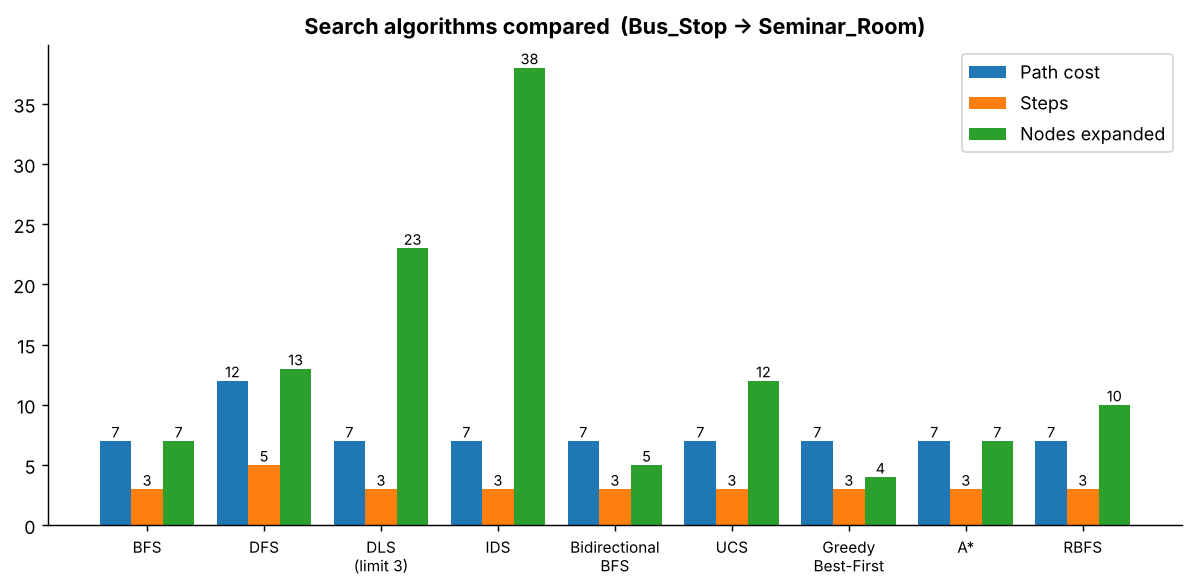 Search algorithms compared  (Bus_Stop → Seminar_Room)
Path cost
Steps
Nodes expanded
35
30
25
20
15
10
5
0
7 3 7
12 5 13
7 3 23
7 3 38
7 3 5
7 3 12
7 3 4
7 3 7
7 3 10
BFS
DFS
DLS
(limit 3)
IDS
Bidirectional
BFS
UCS
Greedy
Best-First
A*
RBFS